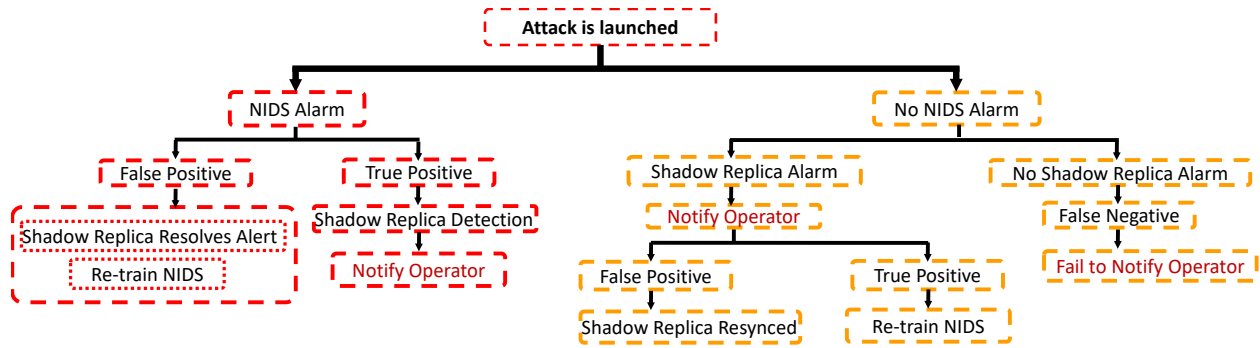 Attack is launched
NIDS Alarm
No NIDS Alarm
False Positive
True Positive
Shadow Replica Alarm
No Shadow Replica Alarm
Shadow Replica Resolves Alert
Re-train NIDS
Shadow Replica Detection
Notify Operator
Notify Operator
False Negative
False Positive
True Positive
Fail to Notify Operator
Shadow Replica Resynced
Re-train NIDS